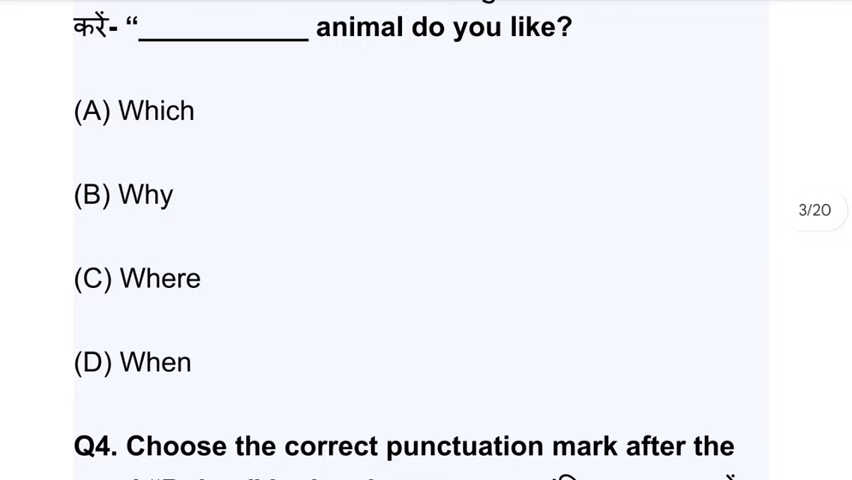 करें- “____________ animal do you like?
(A) Which
(B) Why
3/20
(C) Where
(D) When
Q4. Choose the correct punctuation mark after the